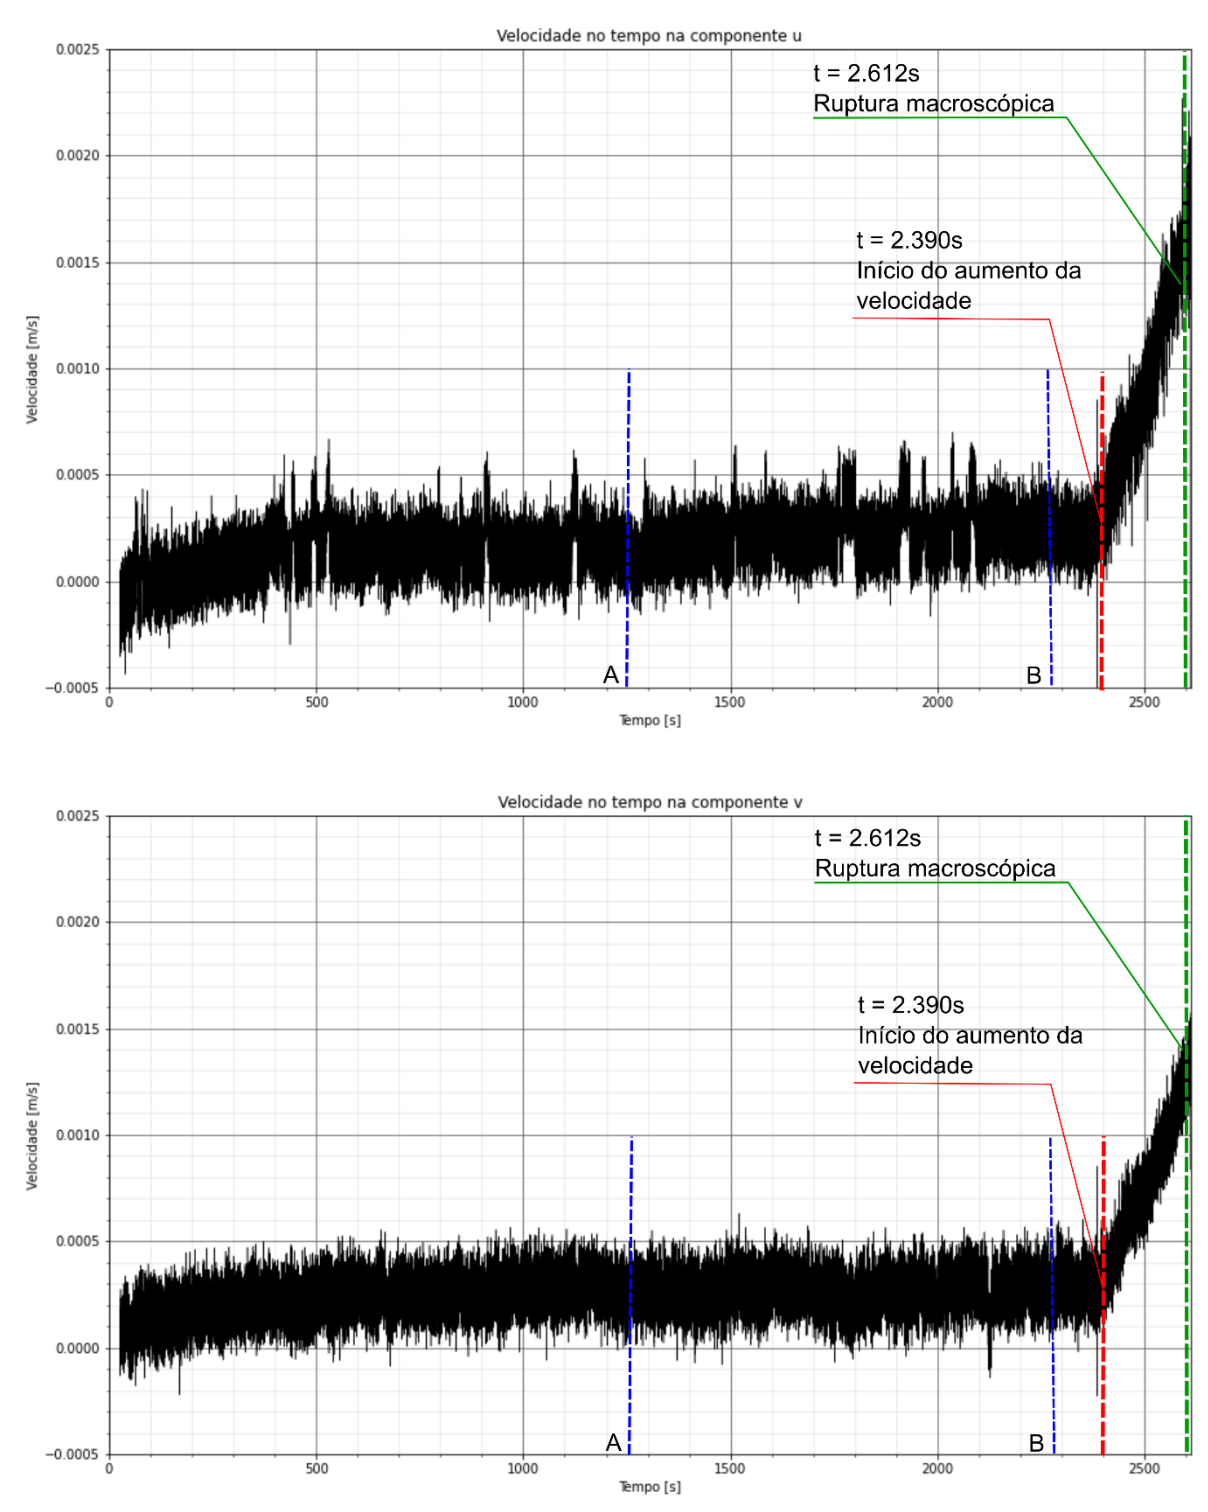 Velocidade no tempo na componente u
0.0025
t = 2.612s
Ruptura macroscópica
0.0020
t = 2.390s
0.0015
Início do aumento da
velocidade
Velocidade [m/s]
0.0010
0.0005
0.0000
A
B
−0.0005
0
500
1000
1500
2000
2500
Tempo [s]
Velocidade no tempo na componente v
0.0025
t = 2.612s
Ruptura macroscópica
0.0020
t = 2.390s
0.0015
Início do aumento da
velocidade
Velocidade [m/s]
0.0010
0.0005
0.0000
A
B
−0.0005
0
500
1000
1500
2000
2500
Tempo [s]